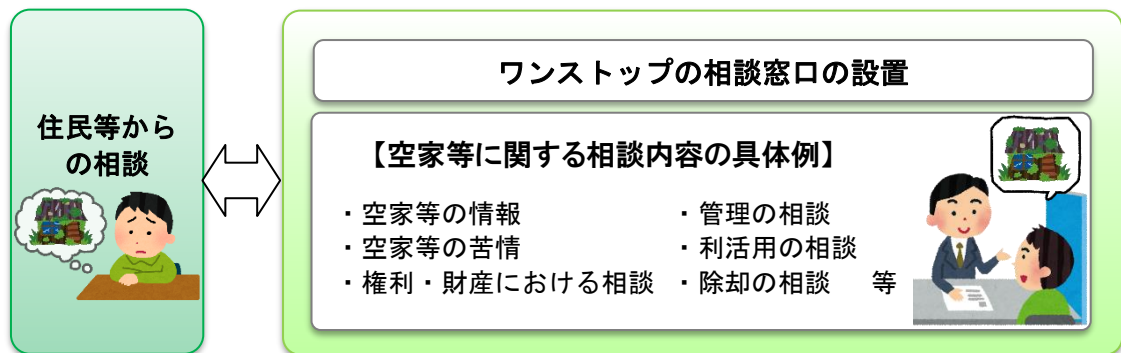 住民等から
の相談
ワンストップの相談窓口の設置
【空家等に関する相談内容の具体例】
・空家等の情報
・空家等の苦情
・権利・財産における相談
・管理の相談
・利活用の相談
・除却の相談 等